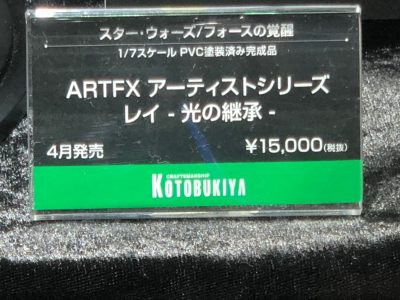 スター・ウォーズ/フォースの覚醒
1/7スケール PVC塗装済み完成品
ARTFX アーティストシリーズ
レイ - 光の継承 -
4月発売 ¥15,000(税抜)
CRAFTSMANSHIP
KOTOBUKIYA